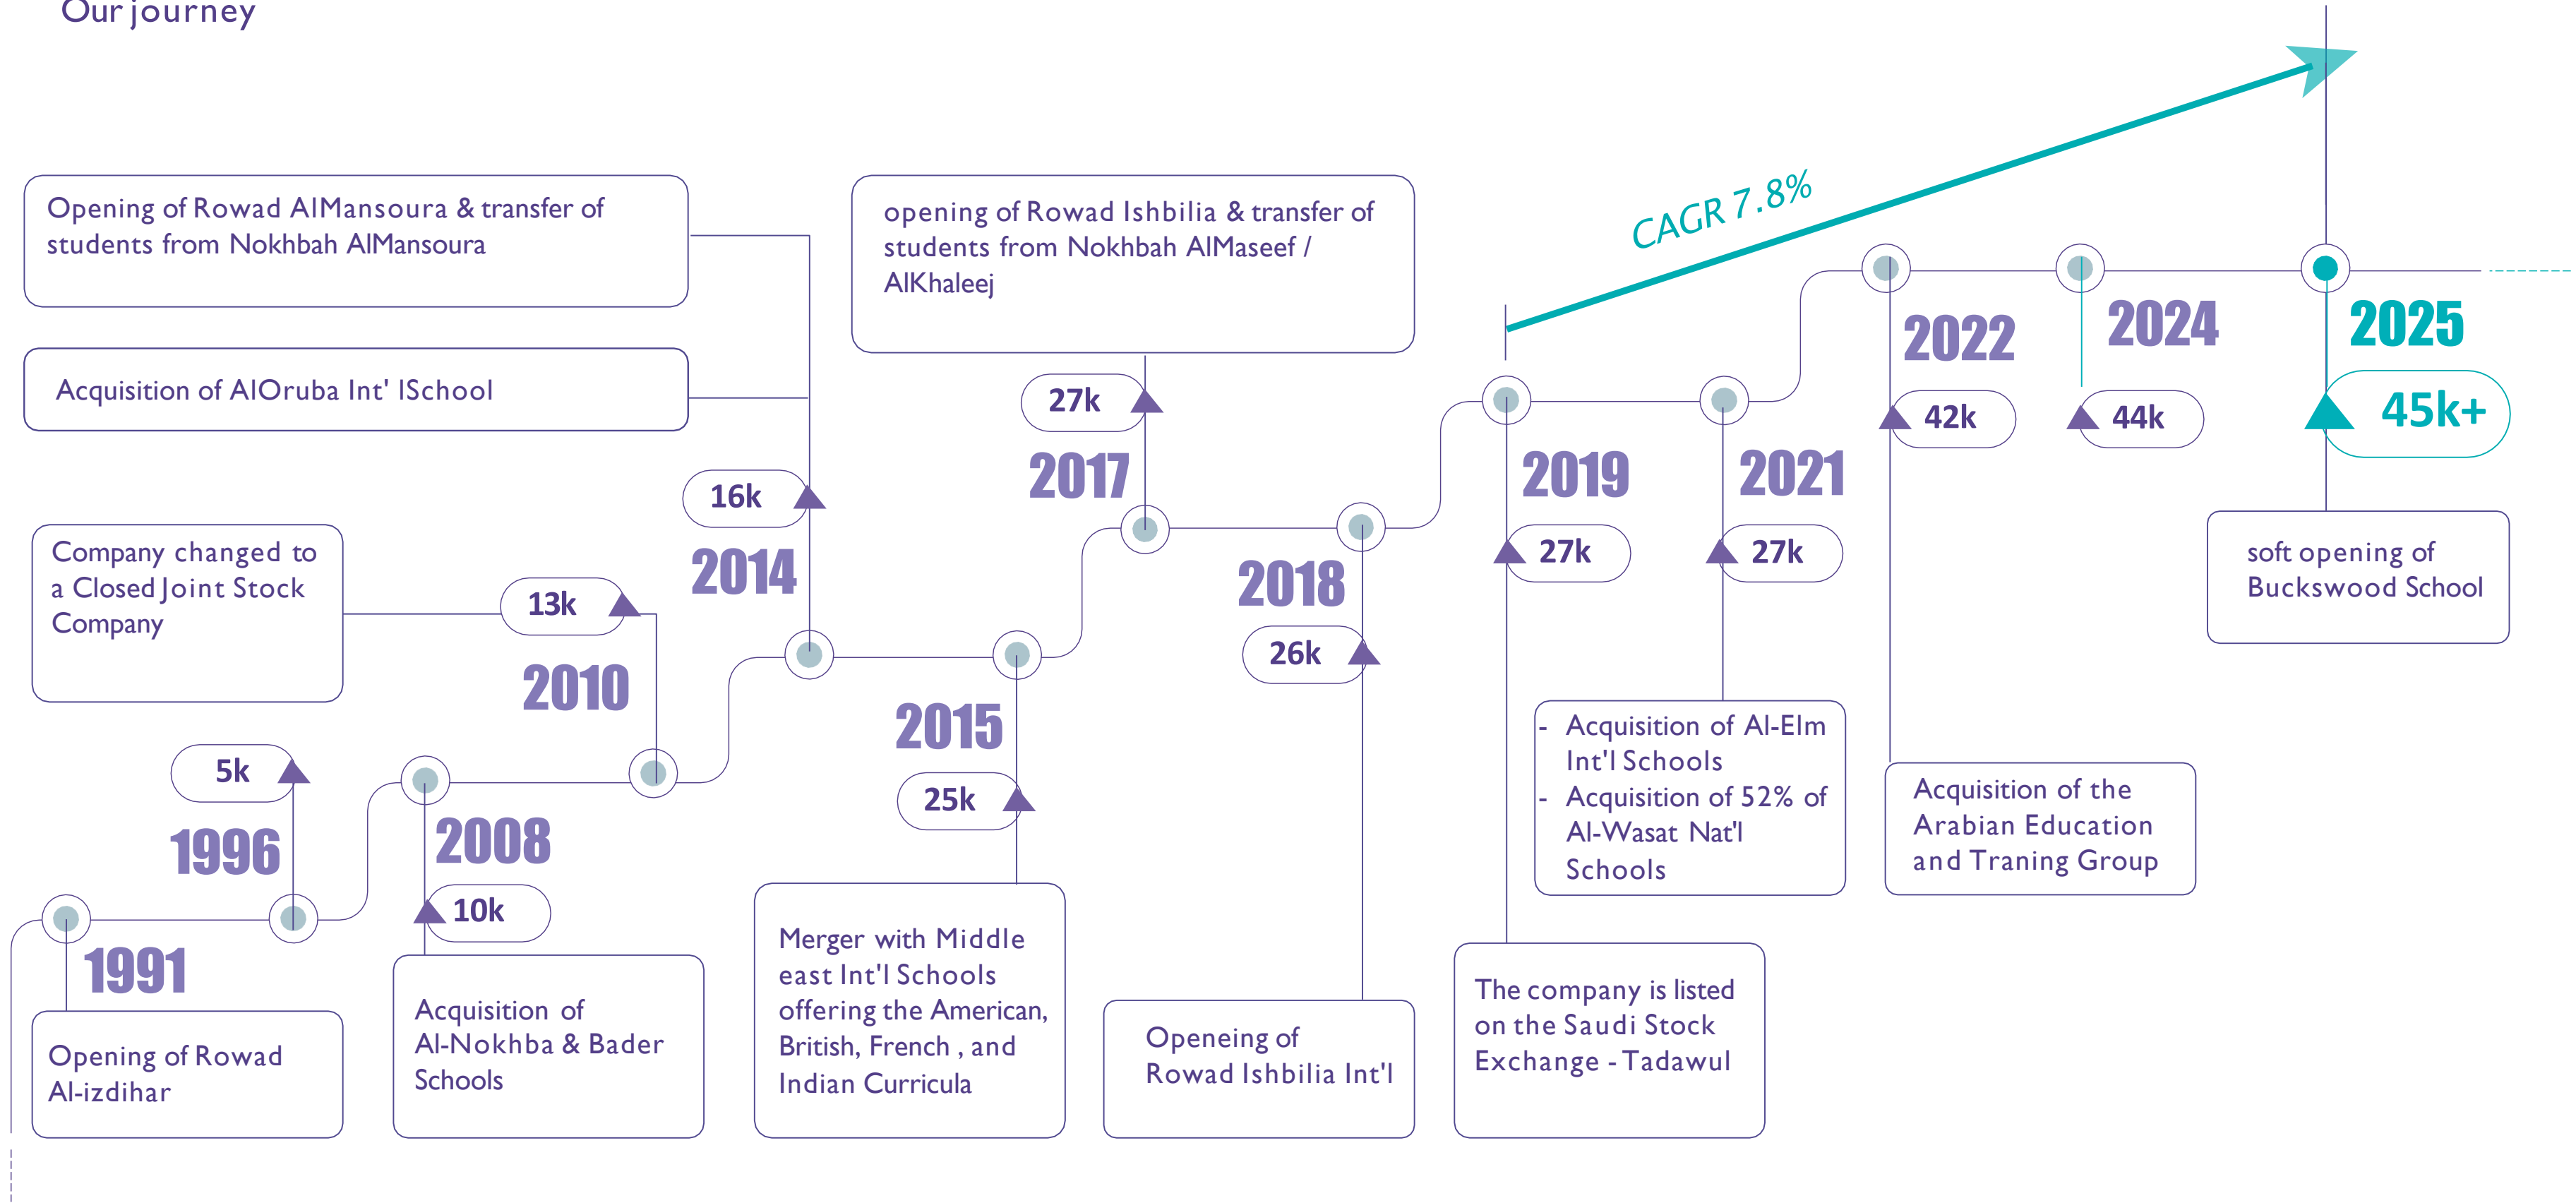 Our journey
Opening of Rowad AlMansoura & transfer of
students from Nokhbah AlMansoura
Acquisition of AlOruba Int' lSchool
opening of Rowad Ishbilia & transfer of
students from Nokhbah AlMaseef /
AlKhaleej
CAGR 7.8%
Company changed to
a Closed Joint Stock
Company
13k
2010
16k
2014
27k
2017
2018
26k
2019
27k
2021
27k
2022
42k
2024
44k
2025
45k+
soft opening of
Buckswood School
5k
1996
2008
10k
2015
25k
1991
Opening of Rowad
Al-izdihar
Acquisition of
Al-Nokhba & Bader
Schools
Merger with Middle
east Int'l Schools
offering the American,
British, French , and
Indian Curricula
Openeing of
Rowad Ishbilia Int'l
The company is listed
on the Saudi Stock
Exchange - Tadawul
- Acquisition of Al-Elm
Int'l Schools
- Acquisition of 52% of
Al-Wasat Nat'l
Schools
Acquisition of the
Arabian Education
and Traning Group